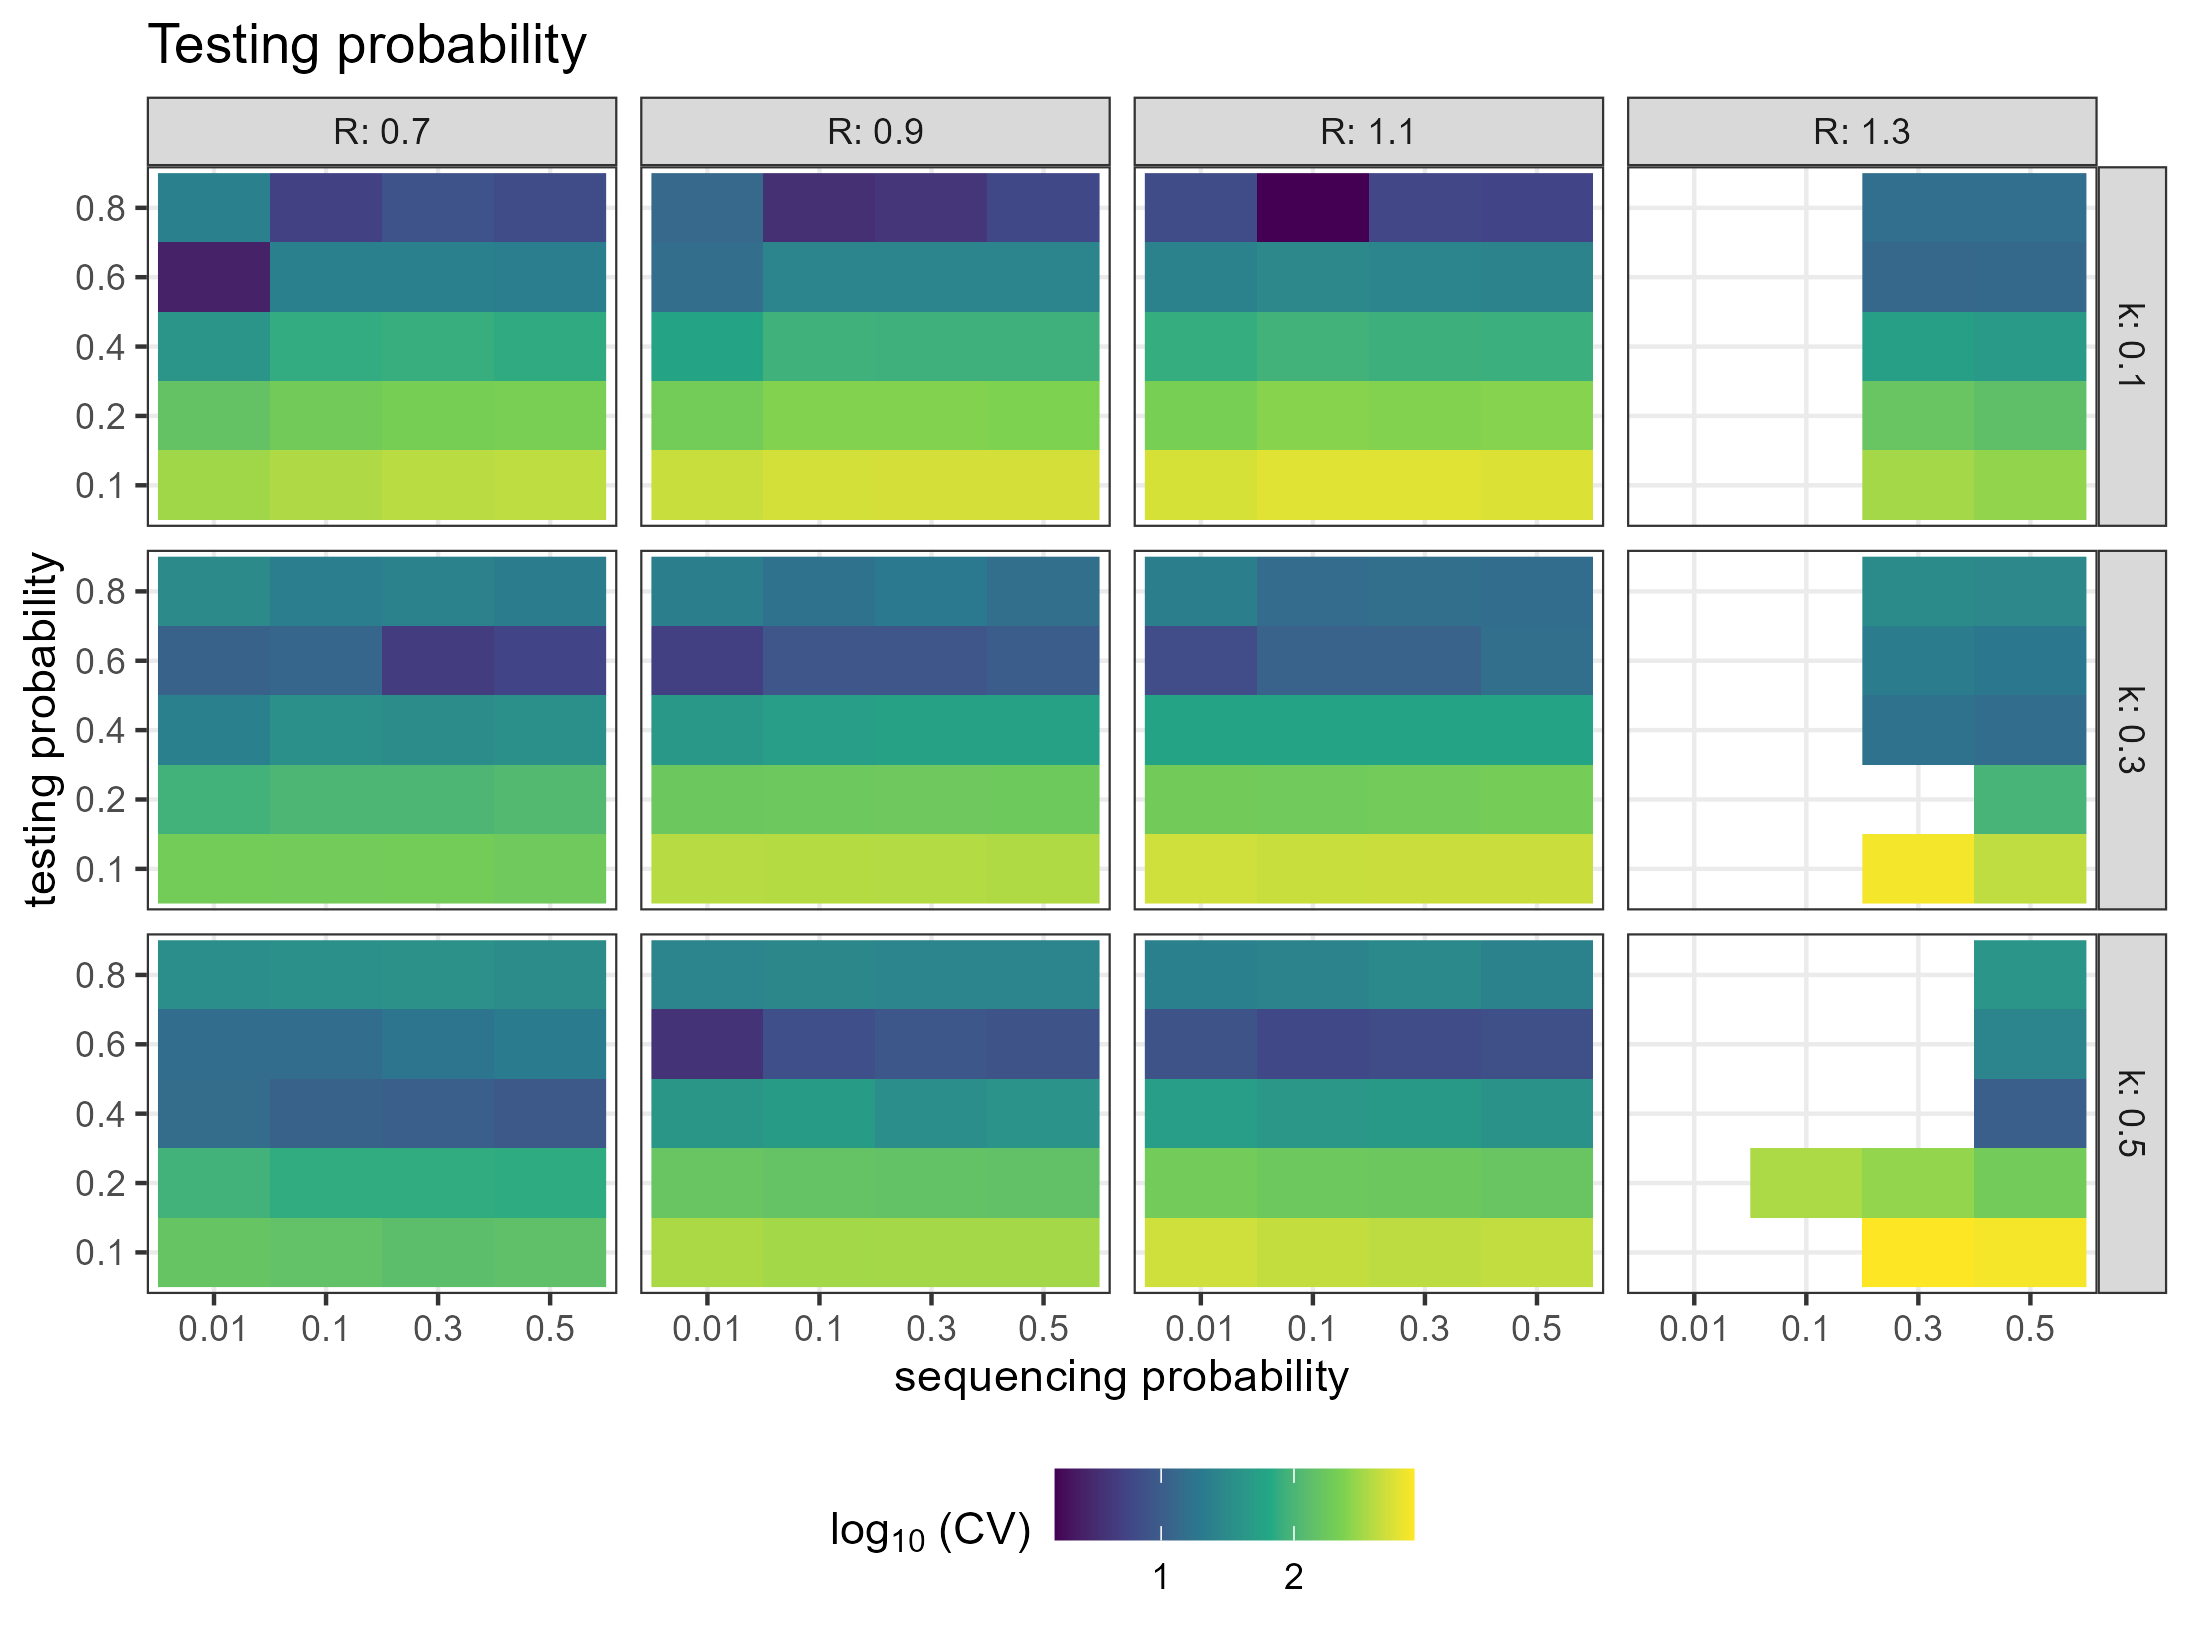 Testing probability
R: 0.7
R: 0.9
R: 1.1
R: 1.3
0.8
0.6
0.4
0.2
0.1
k: 0.1
testing probability
0.8
0.6
0.4
0.2
0.1
k: 0.3
0.8
0.6
0.4
0.2
0.1
k: 0.5
0.01 0.1 0.3 0.5
0.01 0.1 0.3 0.5
0.01 0.1 0.3 0.5
0.01 0.1 0.3 0.5
sequencing probability
log₁₀ (CV)
1 2